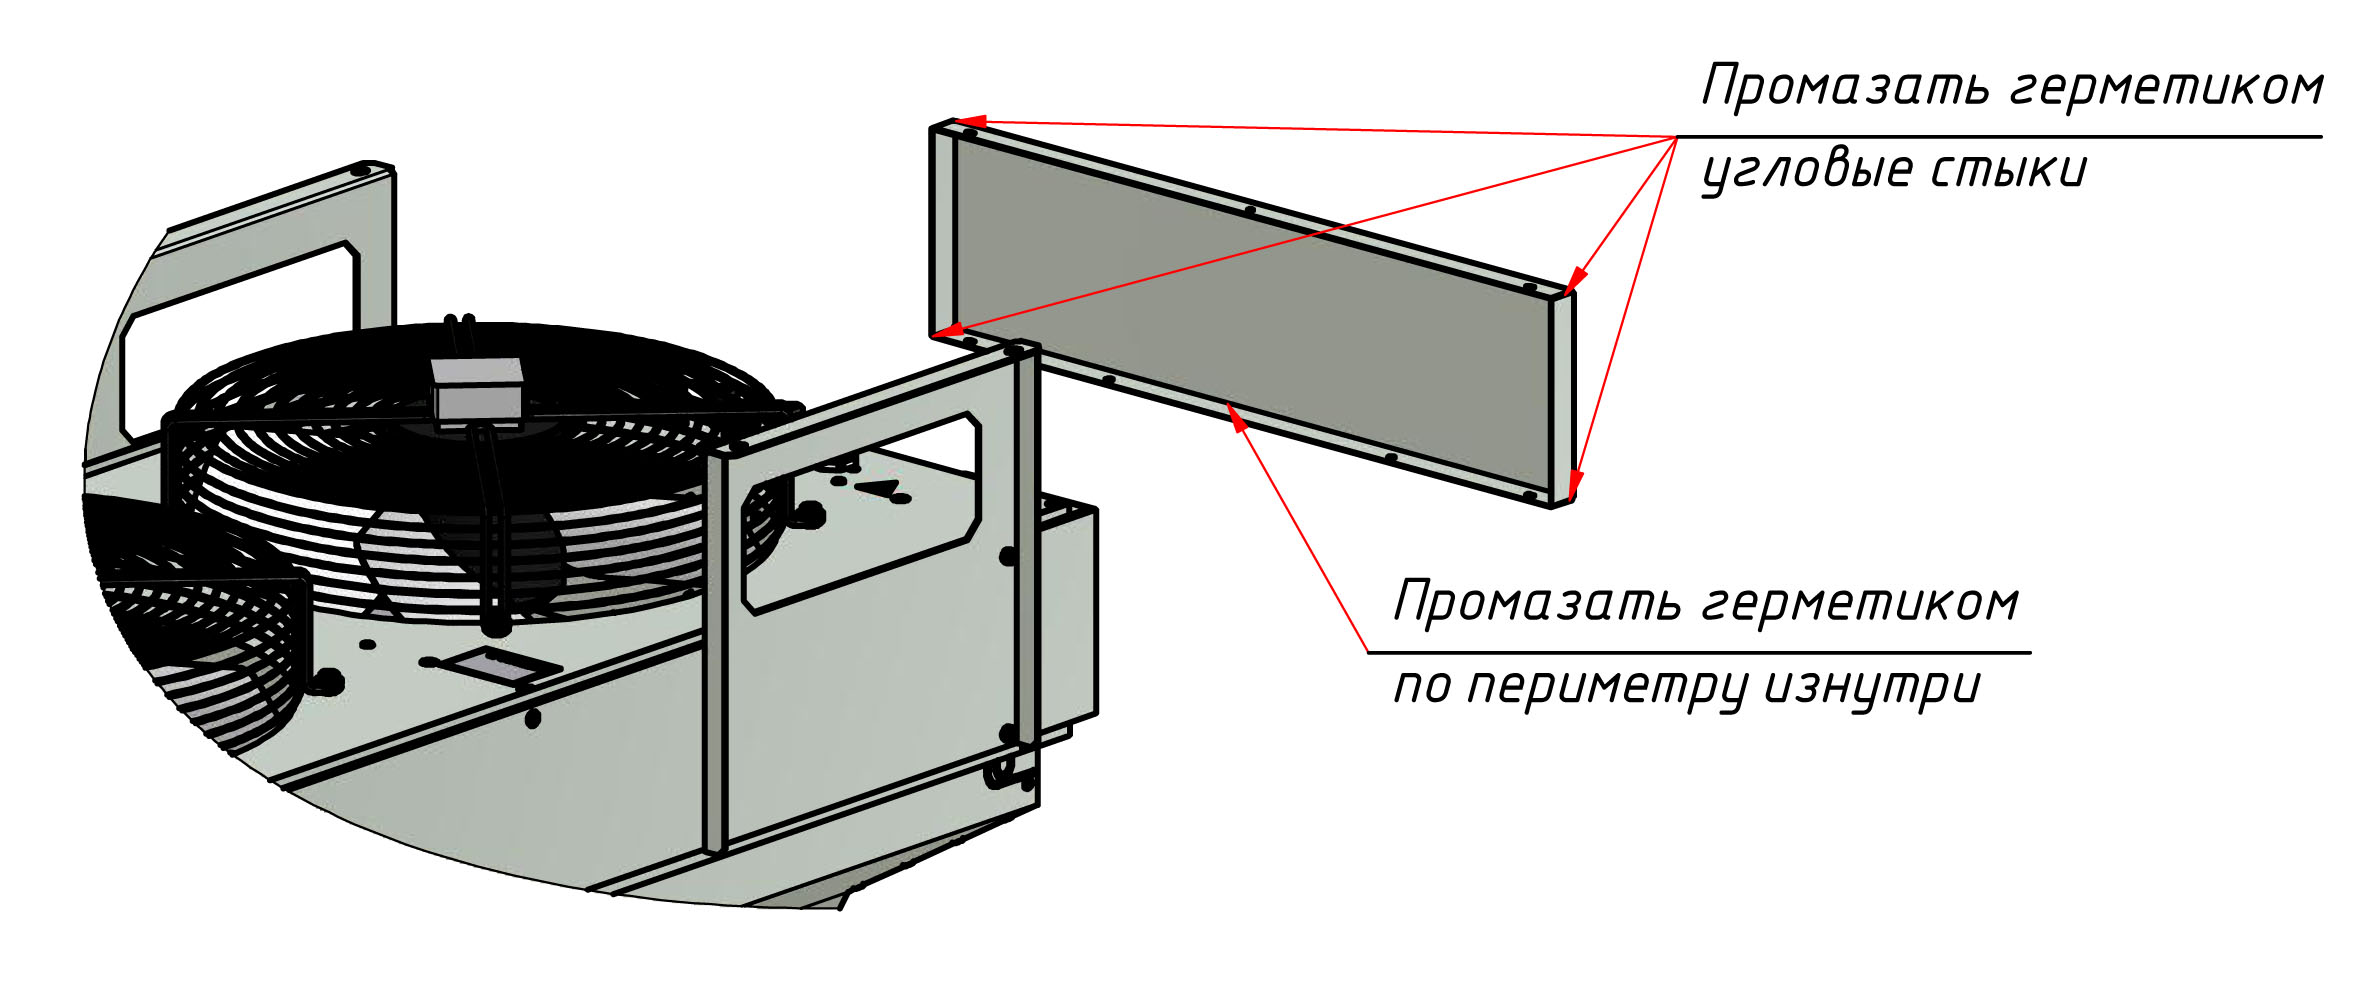 Промазать герметиком
угловые стыки
Промазать герметиком
по периметру изнутри